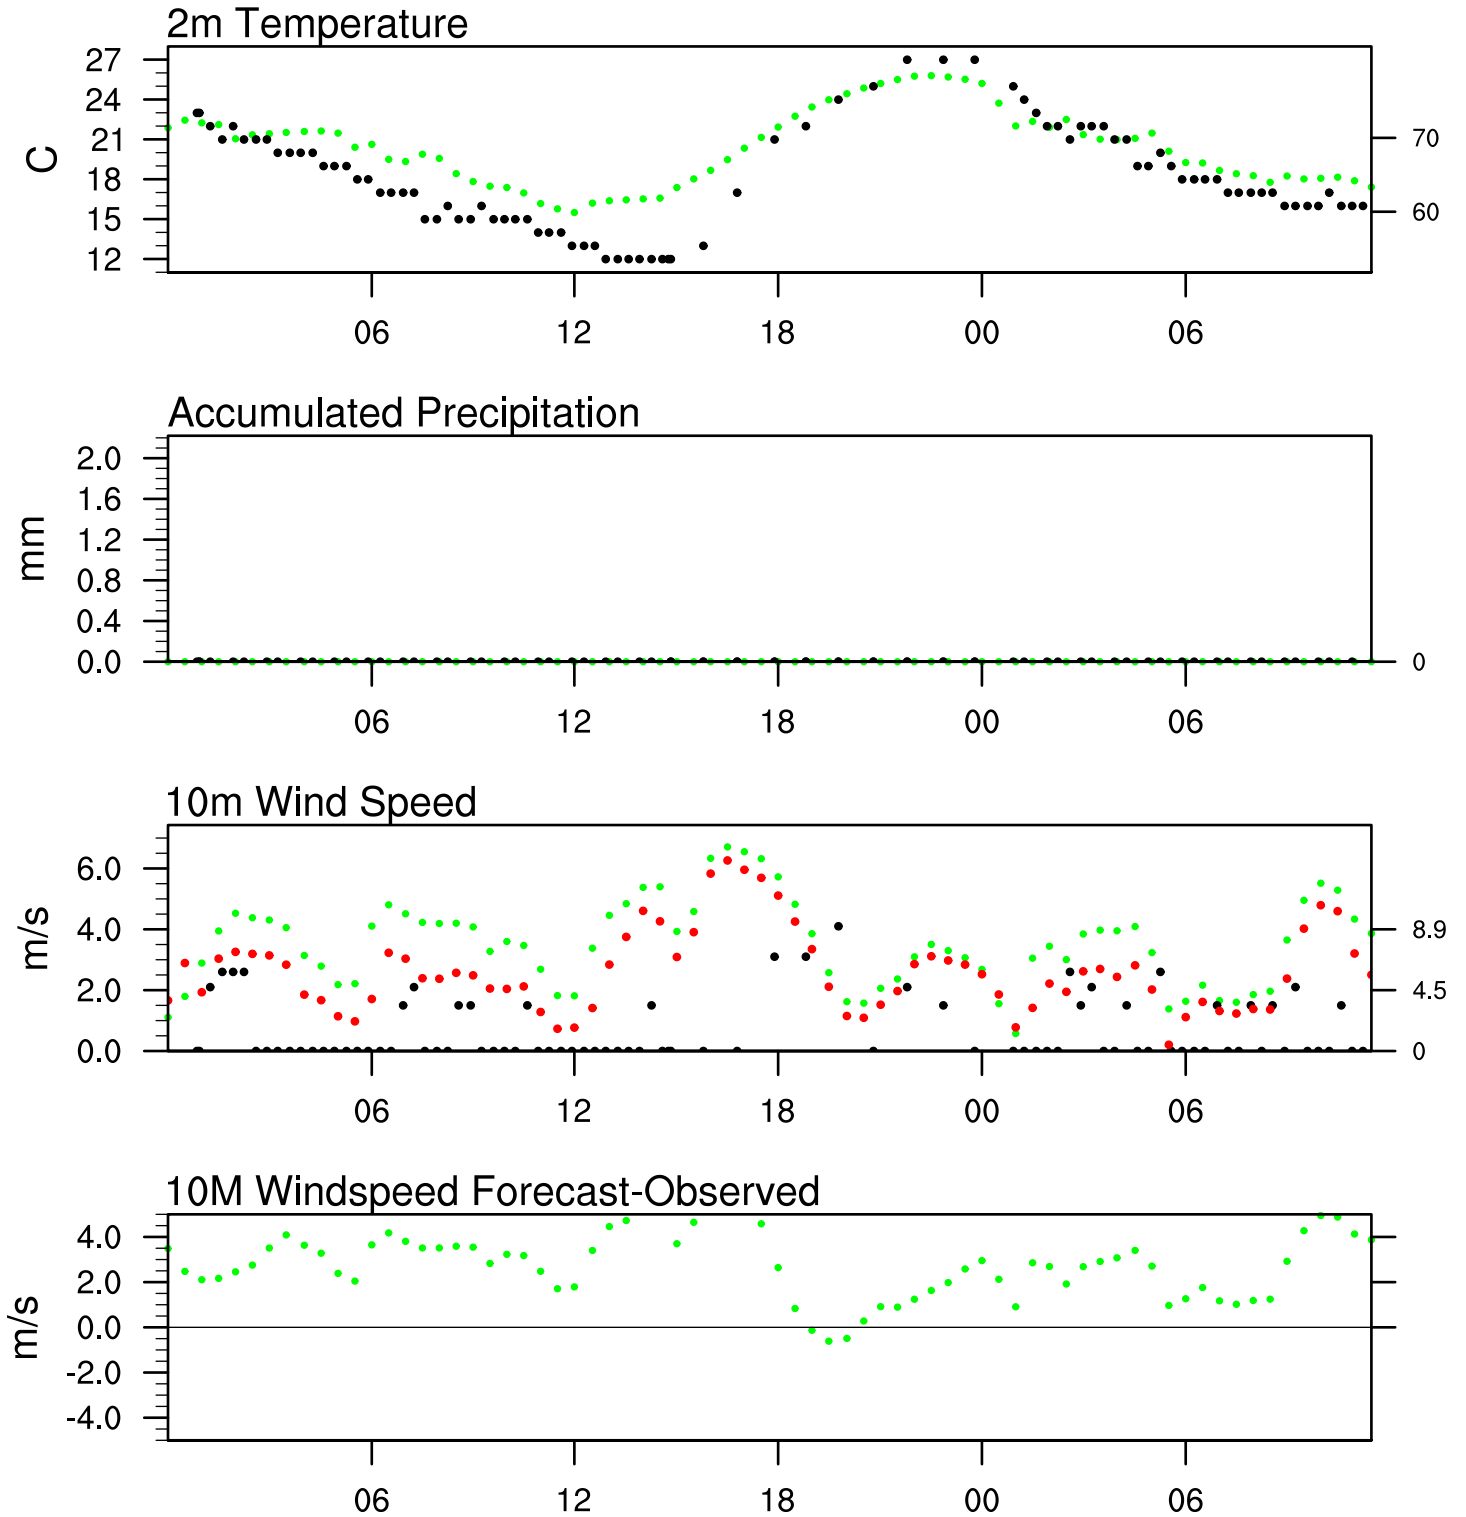 2m Temperature
27
24
21
18
15
12
C
70
60
06 12 18 00 06
Accumulated Precipitation
2.0
1.6
1.2
0.8
0.4
0.0
mm
0
06 12 18 00 06
10m Wind Speed
6.0
4.0
2.0
0.0
m/s
8.9
4.5
0
06 12 18 00 06
10M Windspeed Forecast-Observed
4.0
2.0
0.0
-2.0
-4.0
m/s
06 12 18 00 06